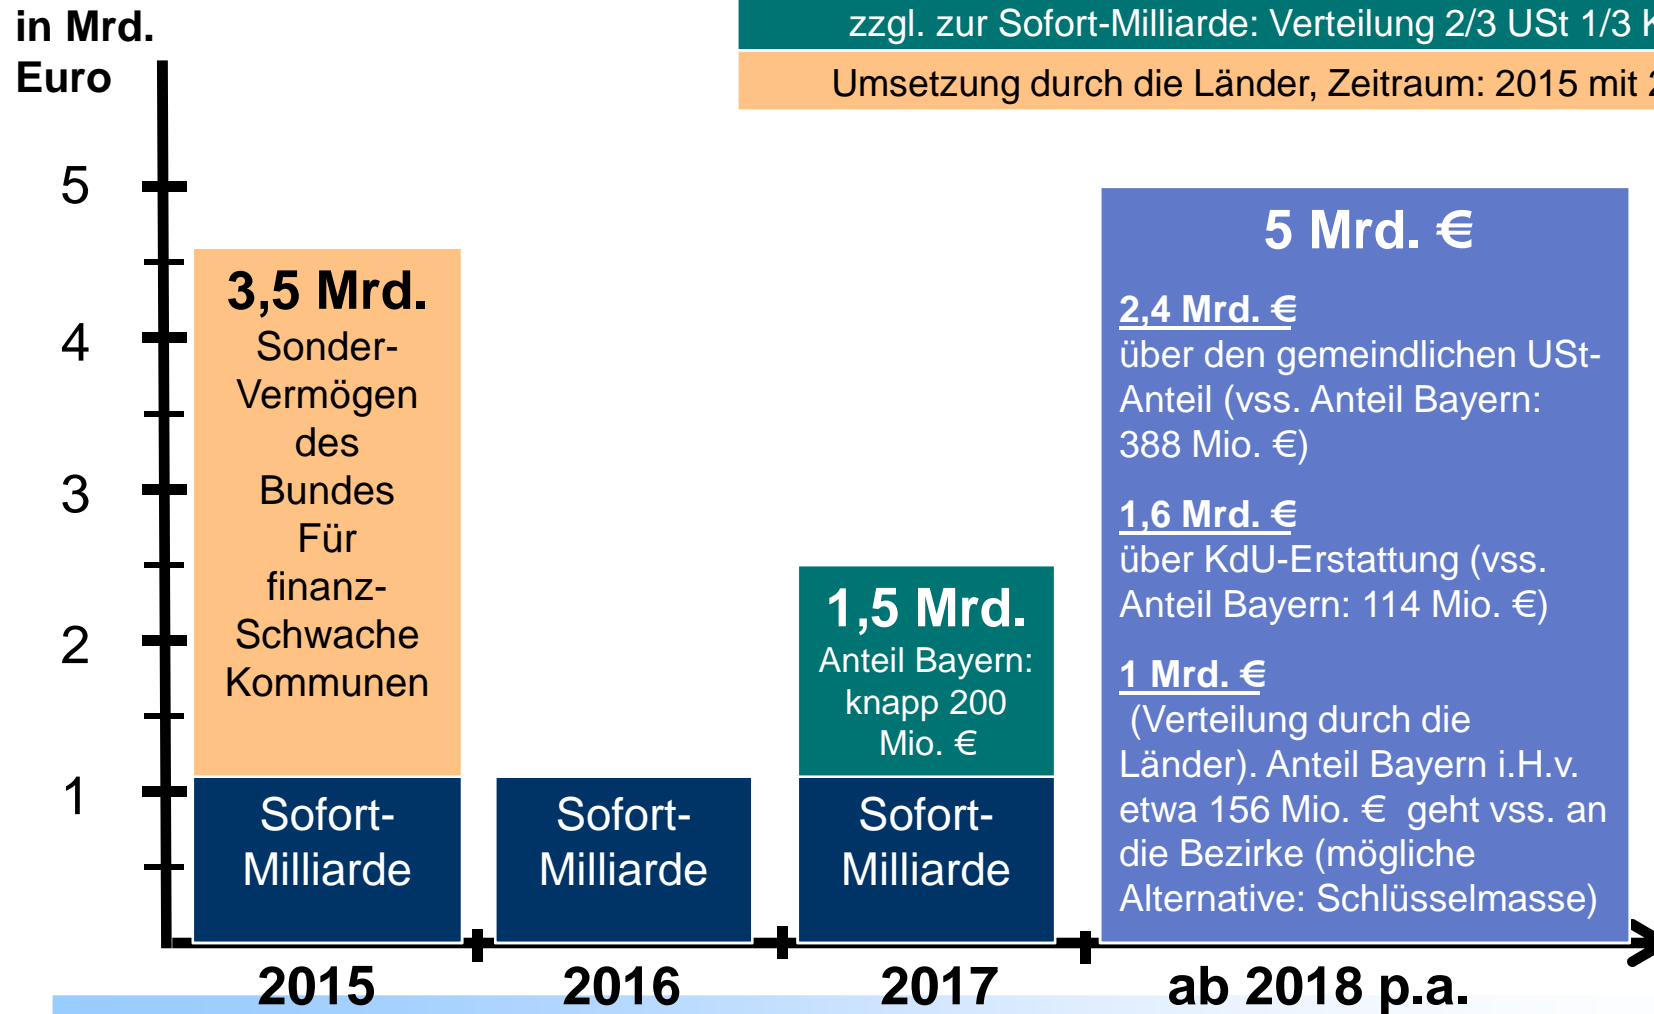 in Mrd.
Euro
zzgl. zur Sofort-Milliarde: Verteilung 2/3 USt 1/3
Umsetzung durch die Länder, Zeitraum: 2015 mit
5
4
3
2
1
3,5 Mrd.
Sonder-
Vermögen
des
Bundes
Für
finanz-
Schwache
Kommunen
Sofort-
Milliarde
Sofort-
Milliarde
1,5 Mrd.
Anteil Bayern:
knapp 200
Mio. €
Sofort-
Milliarde
5 Mrd. €
2,4 Mrd. €
über den gemeindlichen USt-
Anteil (vss. Anteil Bayern:
388 Mio. €)
1,6 Mrd. €
über KdU-Erstattung (vss.
Anteil Bayern: 114 Mio. €)
1 Mrd. €
(Verteilung durch die
Länder). Anteil Bayern i.H.v.
etwa 156 Mio. € geht vss. an
die Bezirke (mögliche
Alternative: Schlüsselmasse)
2015
2016
2017
ab 2018 p.a.